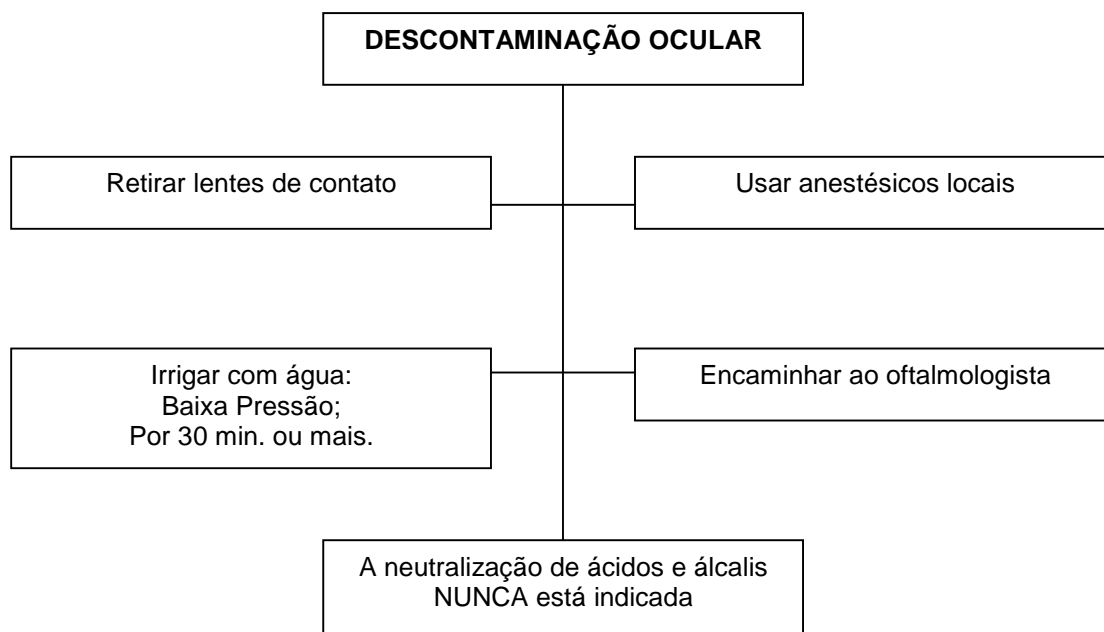 DESCONTAMINAÇÃO OCULAR
Retirar lentes de contato
Usar anestésicos locais
Irrigar com água:
Baixa Pressão;
Por 30 min. ou mais.
Encaminhar ao oftalmologista
A neutralização de ácidos e álcalis
NUNCA está indicada